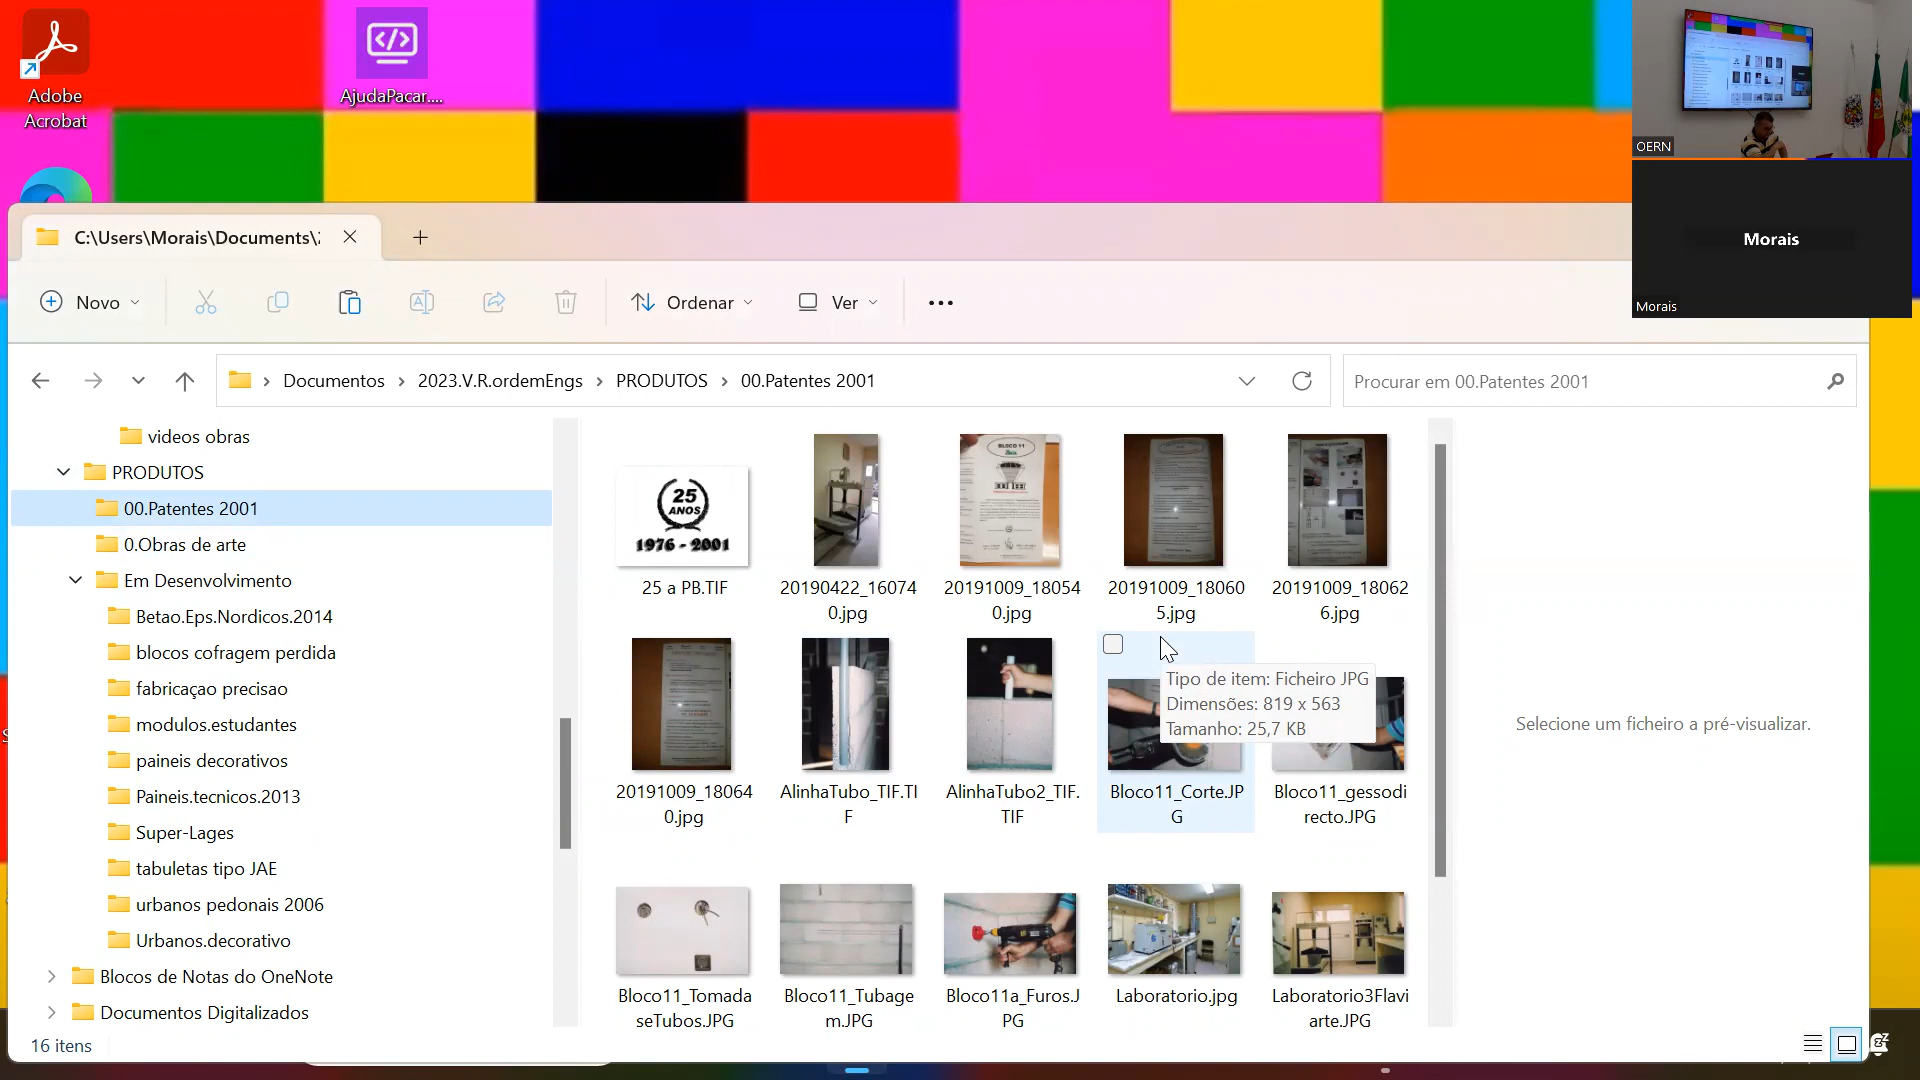 Adobe
Acrobat
AjudaPacar....
OERN
Morais
Morais
C:\Users\Morais\Documents\
Novo
Ordenar
Ver
Documentos
2023.V.R.ordemEngs
PRODUTOS
00.Patentes 2001
Procurar em 00.Patentes 2001
videos obras
PRODUTOS
00.Patentes 2001
0.Obras de arte
Em Desenvolvimento
Betao.Eps.Nordicos.2014
blocos cofragem perdida
fabricaçao precisao
modulos.estudantes
paineis decorativos
Paineis.tecnicos.2013
Super-Lages
tabuletas tipo JAE
urbanos pedonais 2006
Urbanos.decorativo
Blocos de Notas do OneNote
Documentos Digitalizados
16 itens
25
ANOS
1976 - 2001
25 a PB.TIF
20190422_16074
0.jpg
BLOCO 11
20191009_18054
0.jpg
20191009_18060
5.jpg
20191009_18062
6.jpg
20191009_18064
0.jpg
AlinhaTubo_TIF.TI
F
AlinhaTubo2_TIF.
TIF
Bloco11_Corte.JP
G
Bloco11_gessodi
recto.JPG
Tipo de item: Ficheiro JPG
Dimensões: 819 x 563
Tamanho: 25,7 KB
Bloco11_Tomada
seTubos.JPG
Bloco11_Tubage
m.JPG
Bloco11a_Furos.J
PG
Laboratorio.jpg
Laboratorio3Flavi
arte.JPG
Selecione um ficheiro a pré-visualizar.